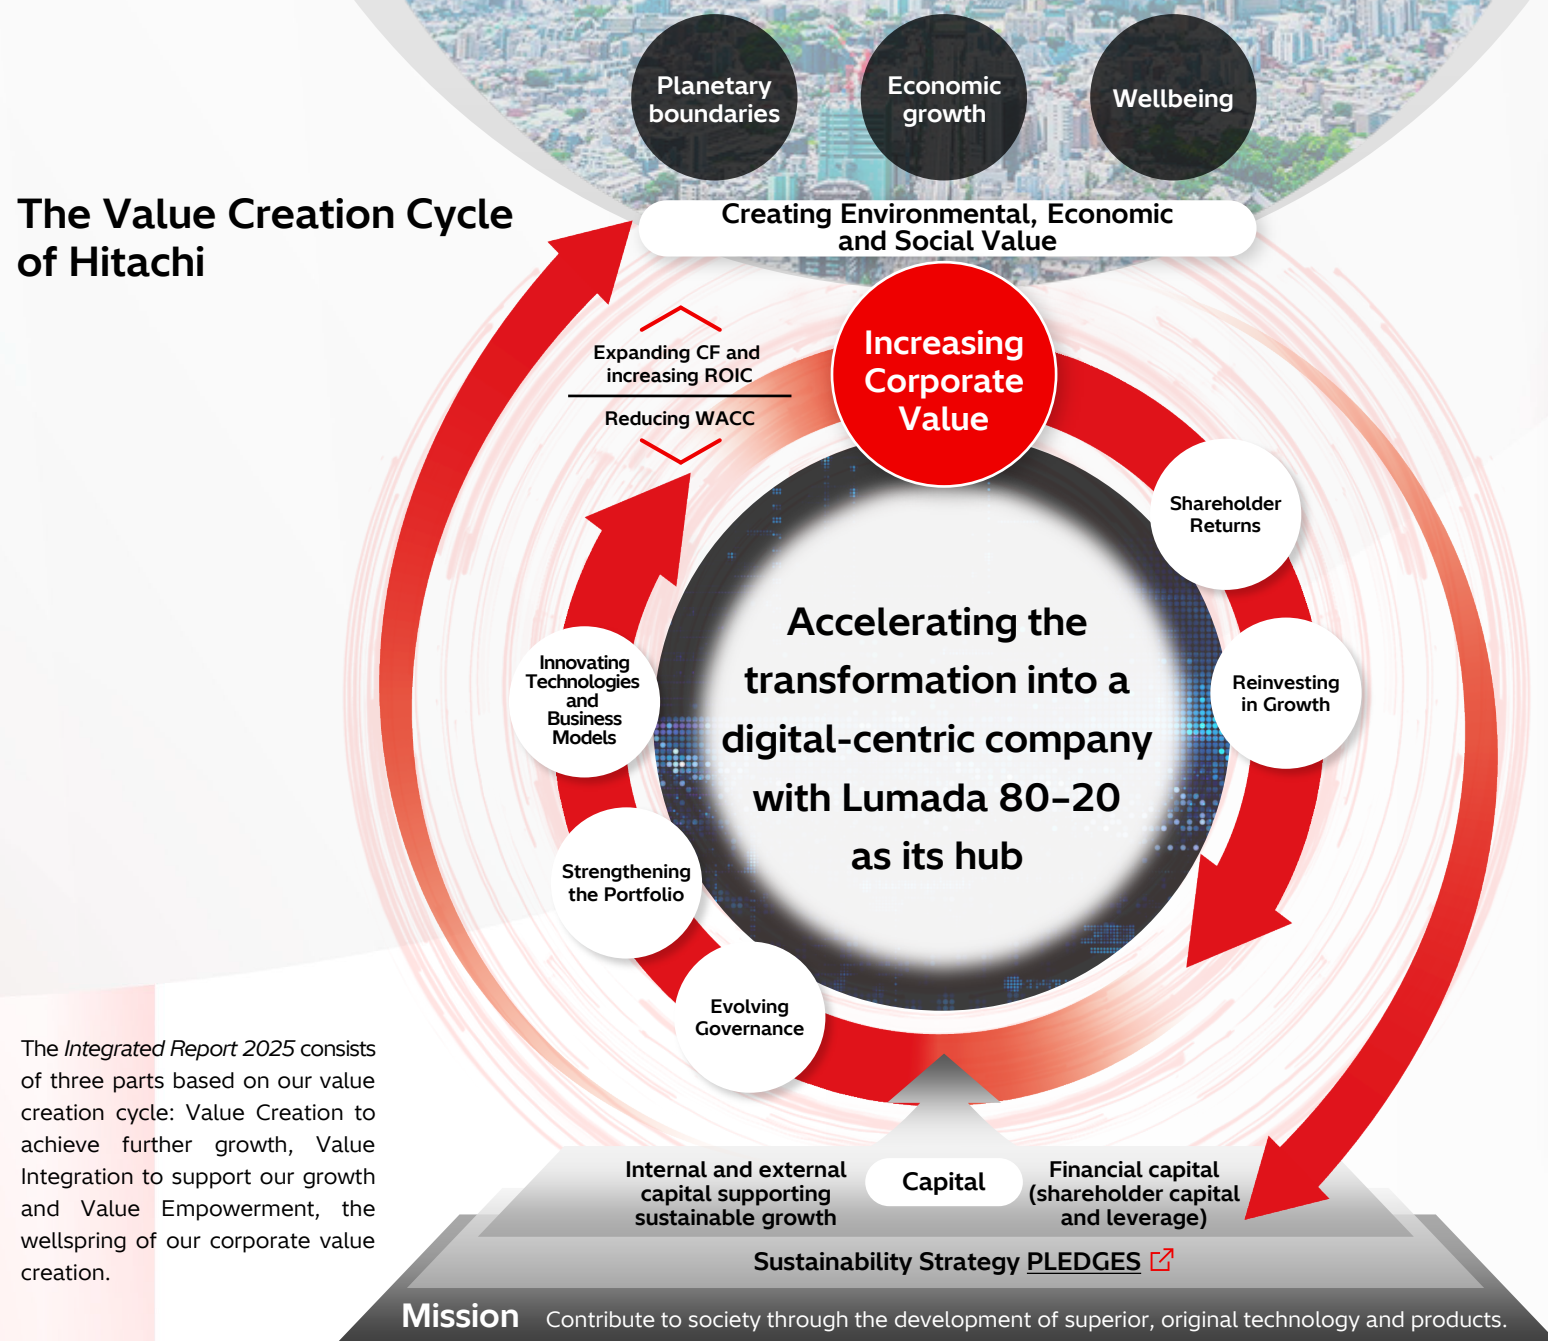 Planetary
boundaries
Economic
growth
Wellbeing
The Value Creation Cycle
of Hitachi
Creating Environmental, Economic
and Social Value
Increasing
Corporate
Value
Expanding CF and
increasing ROIC
Reducing WACC
Shareholder
Returns
Reinvesting
in Growth
Accelerating the
transformation into a
digital-centric company
with Lumada 80–20
as its hub
Innovating
Technologies
and
Business
Models
Strengthening
the Portfolio
Evolving
Governance
The Integrated Report 2025 consists
of three parts based on our value
creation cycle: Value Creation to
achieve further growth, Value
Integration to support our growth
and Value Empowerment, the
wellspring of our corporate value
creation.
Internal and external
capital supporting
sustainable growth
Capital
Financial capital
(shareholder capital
and leverage)
Sustainability Strategy PLEDGES
Mission Contribute to society through the development of superior, original technology and products.